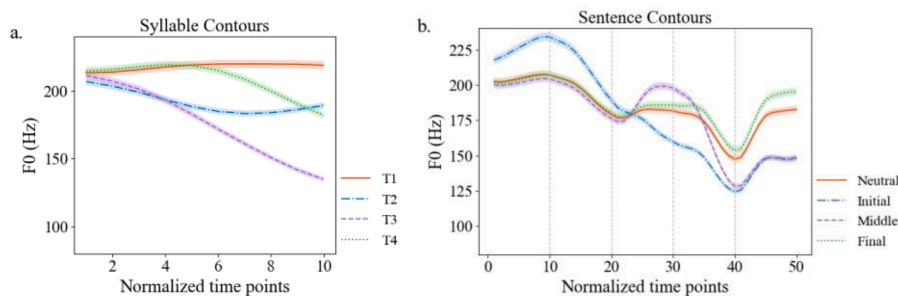 a.
Syllable Contours
F0 (Hz)
200
150
100
2
4
6
8
10
Normalized time points
T1
T2
T3
T4
b.
Sentence Contours
F0 (Hz)
225
200
175
150
125
100
0
10
20
30
40
50
Normalized time points
Neutral
Initial
Middle
Final